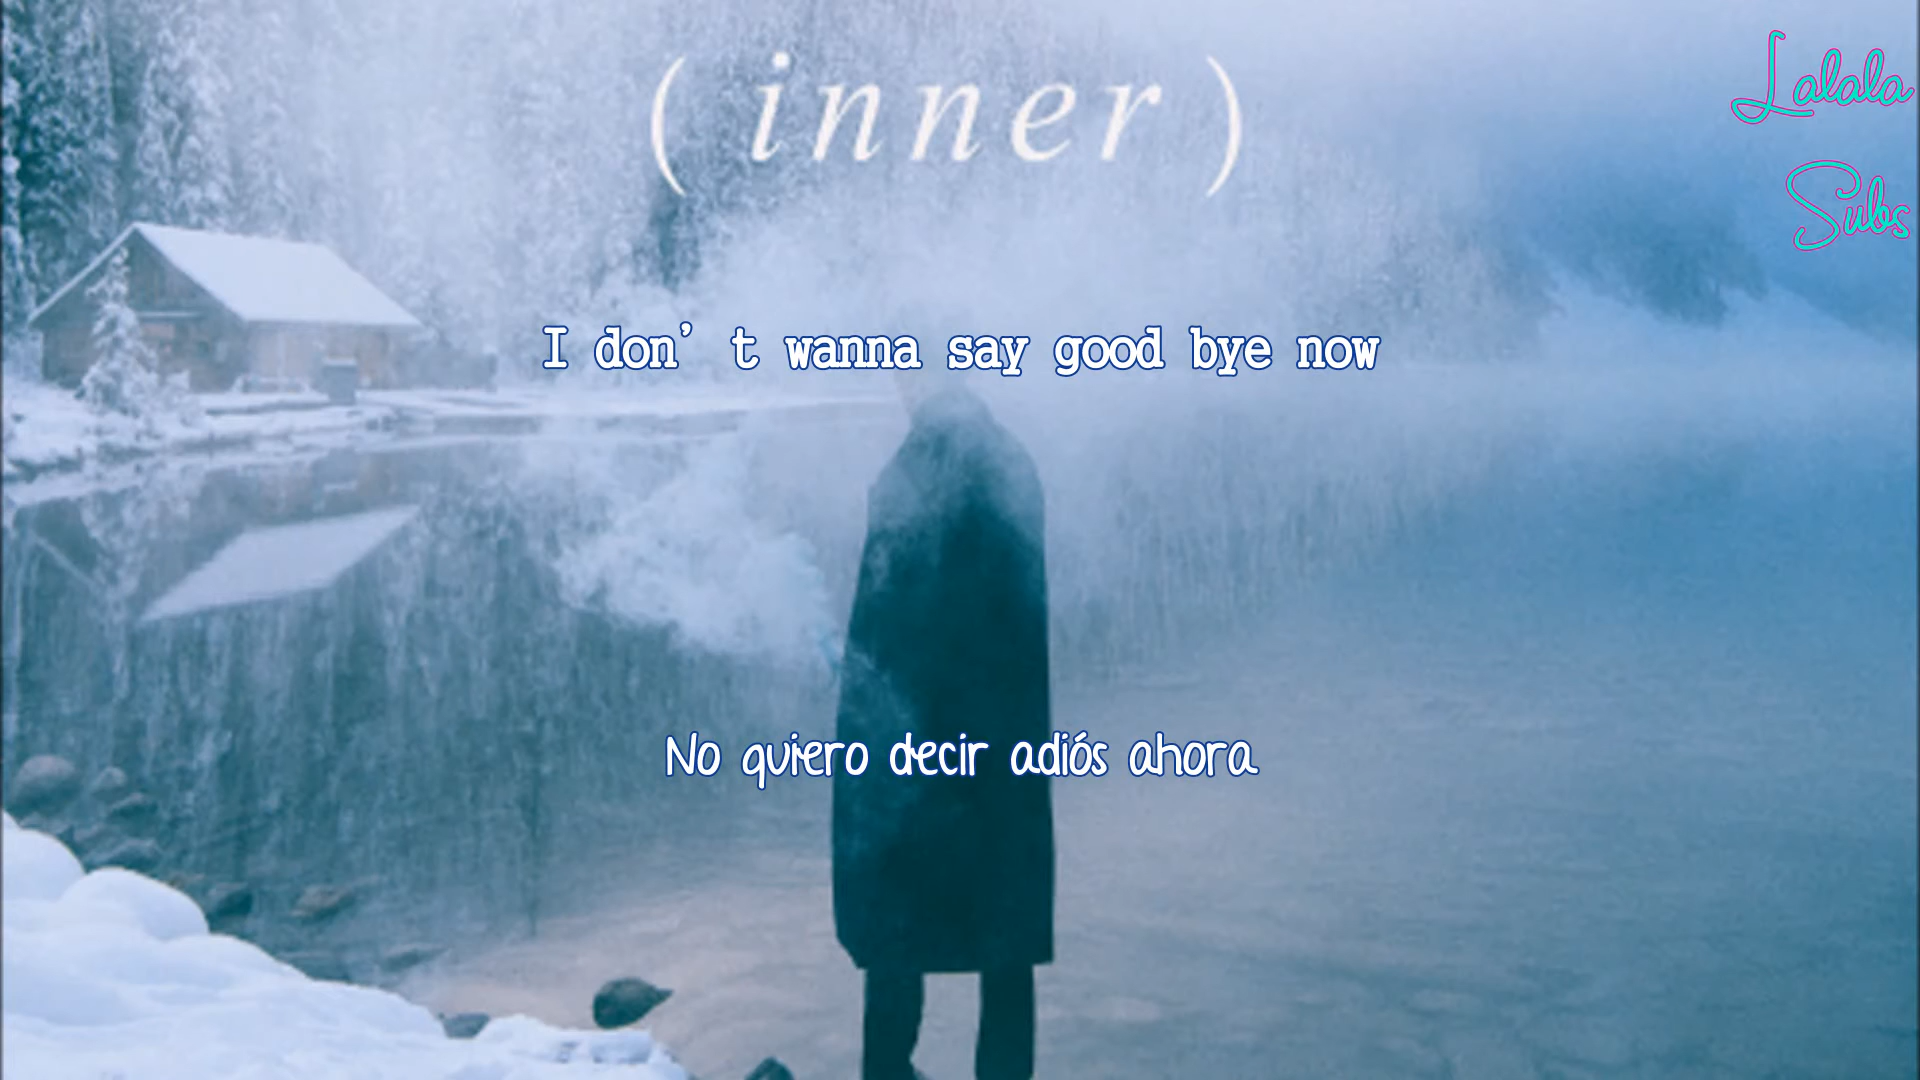 ( inner )
Lalala
Subs
I don’t wanna say good bye now
No quiero decir adiós ahora